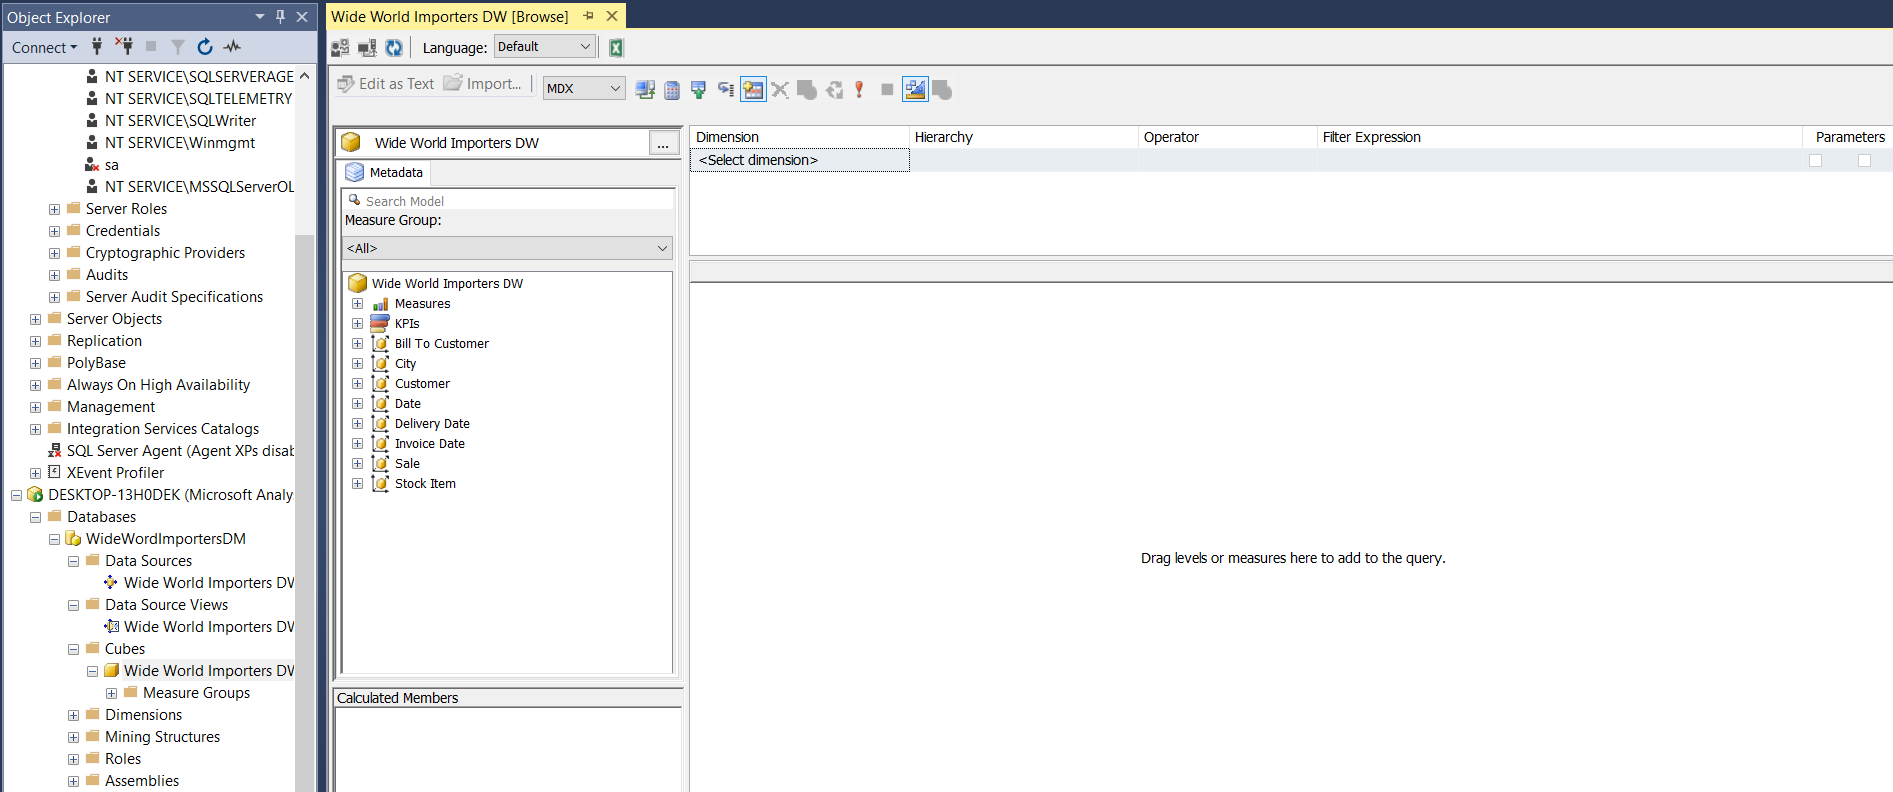 Object Explorer
Connect
NT SERVICE\SQLSERVERAGE
NT SERVICE\SQLTELEMETRY
NT SERVICE\SQLWriter
NT SERVICE\Winmgmt
sa
NT SERVICE\MSSQLServerOL
Server Roles
Credentials
Cryptographic Providers
Audits
Server Audit Specifications
Server Objects
Replication
PolyBase
Always On High Availability
Management
Integration Services Catalogs
SQL Server Agent (Agent XPs disab
XEvent Profiler
DESKTOP-13H0DEK (Microsoft Analy
Databases
WideWordImportersDM
Data Sources
Wide World Importers DW
Data Source Views
Wide World Importers DW
Cubes
Wide World Importers DW
Measure Groups
Dimensions
Mining Structures
Roles
Assemblies
Wide World Importers DW [Browse]
Language: Default
Edit as Text Import... MDX
Wide World Importers DW ...
Metadata
Search Model
Measure Group:
<All>
Wide World Importers DW
Measures
KPIs
Bill To Customer
City
Customer
Date
Delivery Date
Invoice Date
Sale
Stock Item
Calculated Members
Dimension Hierarchy Operator Filter Expression Parameters
<Select dimension>
Drag levels or measures here to add to the query.